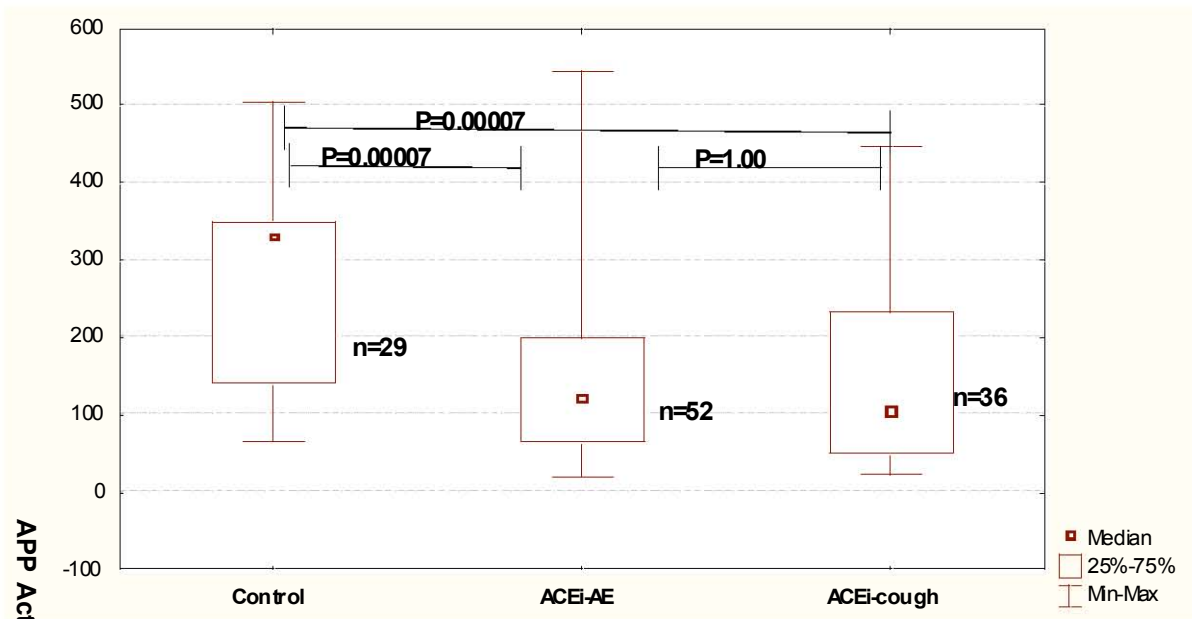 600
500
P=0.00007
P=0.00007
P=1.00
400
300
n=29
200
n=52
n=36
100
0
-100
APP Act
Control
ACEi-AE
ACEi-cough
Median
25%-75%
Min-Max